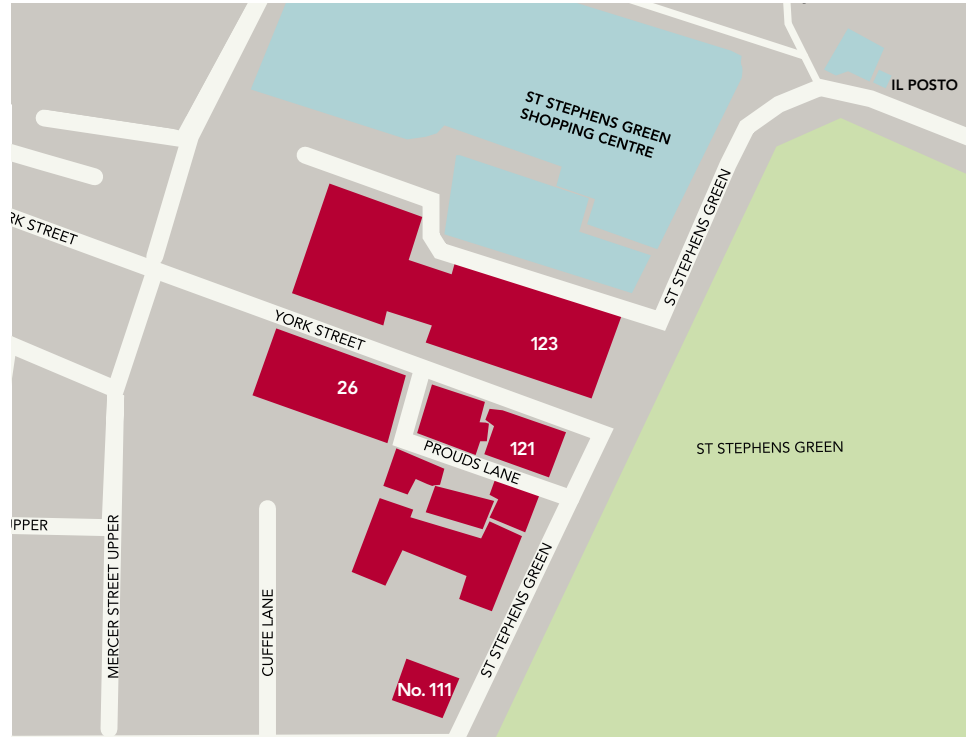 IL POSTO
ST STEPHENS GREEN
SHOPPING CENTRE
ST STEPHENS GREEN
RK STREET
YORK STREET
123
26
121
PROUDS LANE
ST STEPHENS GREEN
UPPER
MERCER STREET UPPER
CUFFE LANE
ST STEPHENS GREEN
No. 111